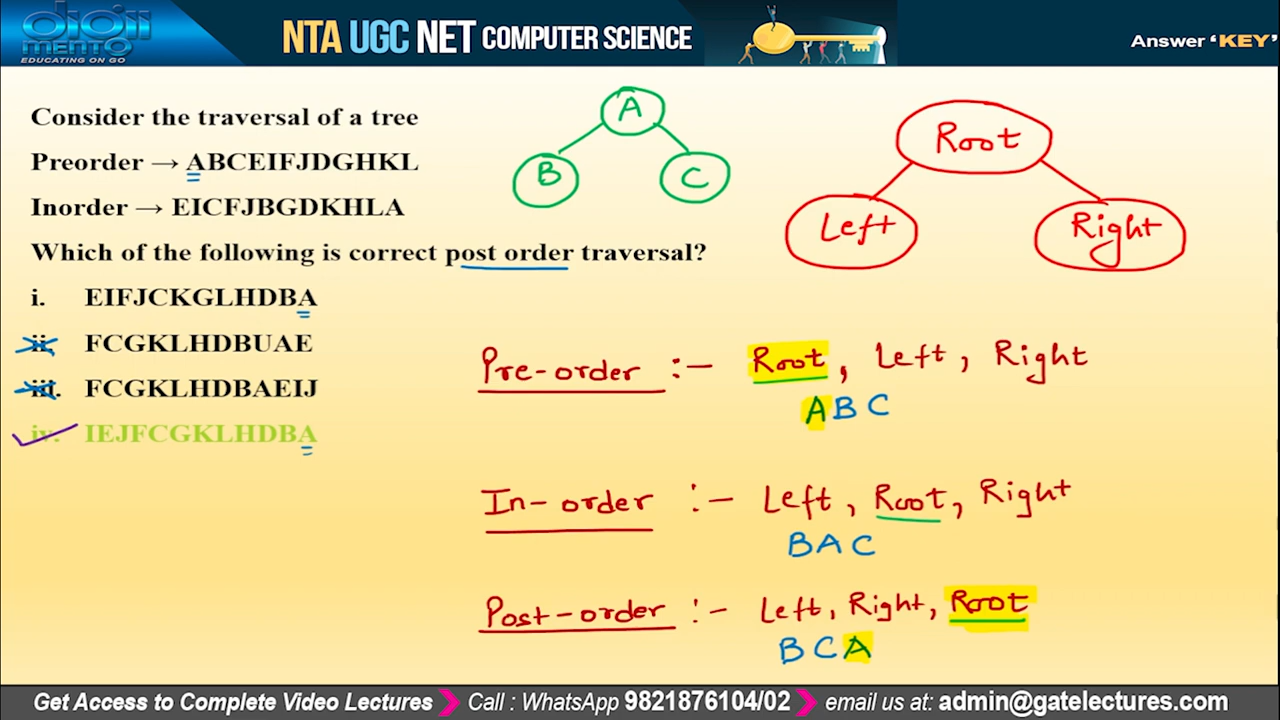 didji
MENTO
EDUCATING ON GO
NTA UGC NET COMPUTER SCIENCE
Answer ‘KEY’
Consider the traversal of a tree
Preorder → ABCEIFJDGHKL
Inorder → EICFJBGDKHLA
Which of the following is correct post order traversal?
i. EIFJCKGLHDBA
ii. FCGKLHDBUAE
iii. FCGKLHDBAEIJ
iv. IEJFCGKLHDBA
A
B C
Root
Left Right
Pre-order :- Root, Left, Right
A B C
In-order :- Left, Root, Right
B A C
Post-order :- Left, Right, Root
B C A
Get Access to Complete Video Lectures Call : WhatsApp 9821876104/02 email us at: admin@gatelectures.com